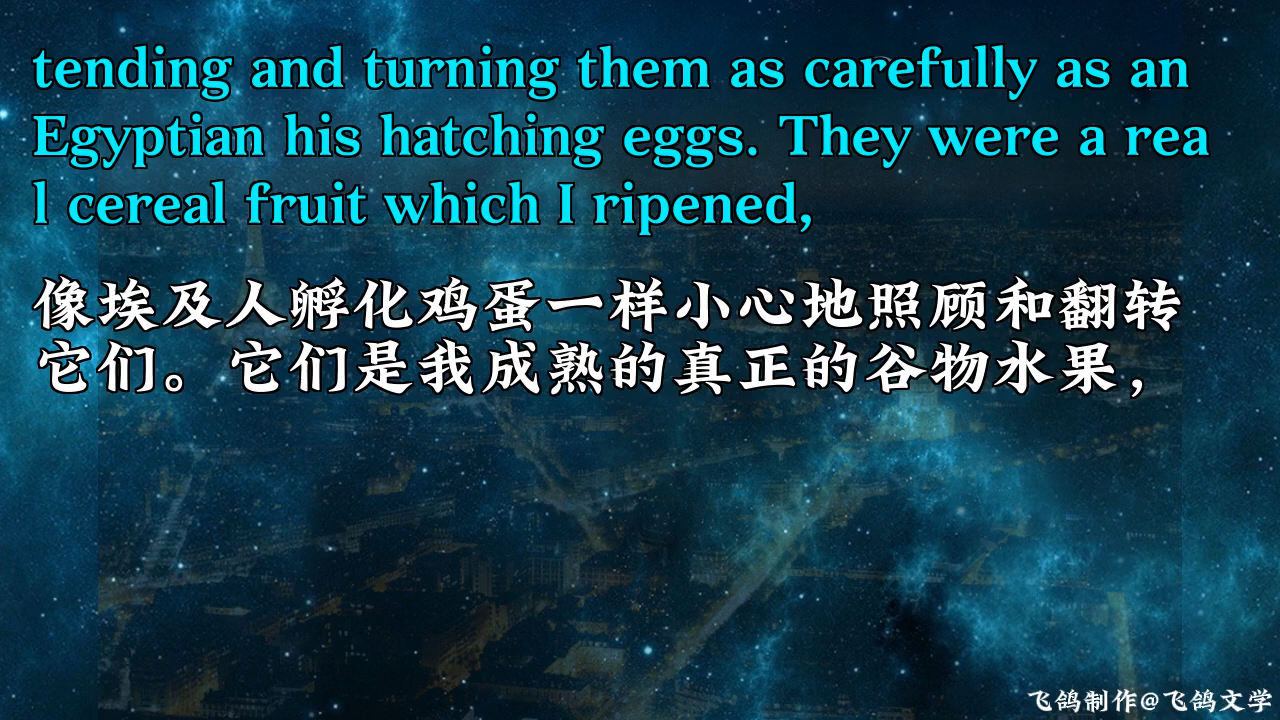 tending and turning them as carefully as an
Egyptian his hatching eggs. They were a rea
l cereal fruit which I ripened,
像埃及人孵化鸡蛋一样小心地照顾和翻转
它们。它们是我成熟的真正的谷物水果，
飞鸽制作@飞鸽文学